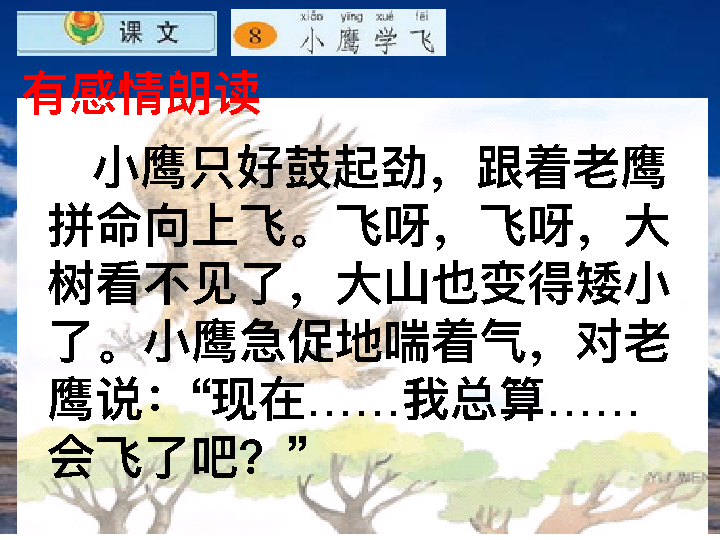 课 文
8
xiǎo yīng xué fēi
小 鹰 学 飞
有感情朗读
小鹰只好鼓起劲，跟着老鹰
拼命向上飞。飞呀，飞呀，大
树看不见了，大山也变得矮小
了。小鹰急促地喘着气，对老
鹰说：“现在……我总算……
会飞了吧？”
YU WEN